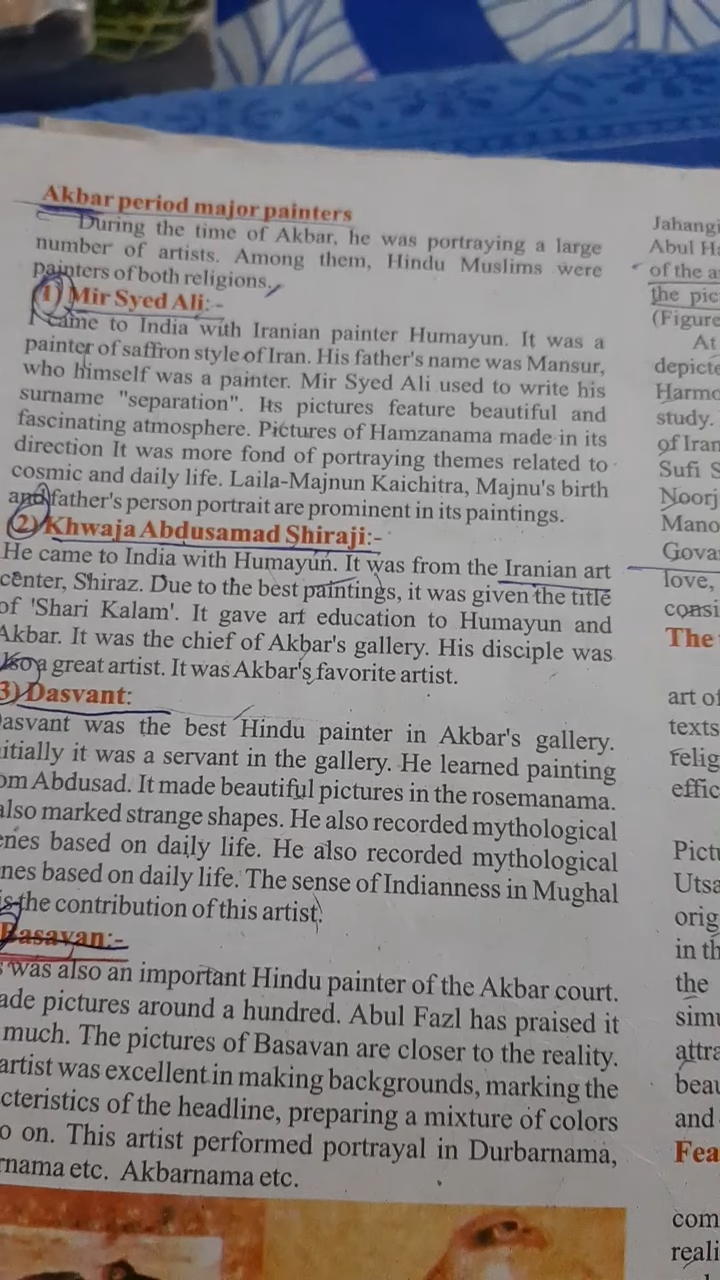 Akbar period major painters
During the time of Akbar, he was portraying a large
number of artists. Among them, Hindu Muslims were
painters of both religions.
1) Mir Syed Ali:-
I came to India with Iranian painter Humayun. It was a
painter of saffron style of Iran. His father's name was Mansur,
who himself was a painter. Mir Syed Ali used to write his
surname "separation". Its pictures feature beautiful and
fascinating atmosphere. Pictures of Hamzanama made in its
direction It was more fond of portraying themes related to
cosmic and daily life. Laila-Majnun Kaichitra, Majnu's birth
and father's person portrait are prominent in its paintings.
2) Khwaja Abdusamad Shiraji:-
He came to India with Humayun. It was from the Iranian art
center, Shiraz. Due to the best paintings, it was given the title
of 'Shari Kalam'. It gave art education to Humayun and
Akbar. It was the chief of Akbar's gallery. His disciple was
also a great artist. It was Akbar's favorite artist.
3) Dasvant:
asvant was the best Hindu painter in Akbar's gallery.
itially it was a servant in the gallery. He learned painting
om Abdusad. It made beautiful pictures in the rosemanama.
also marked strange shapes. He also recorded mythological
enes based on daily life. He also recorded mythological
nes based on daily life. The sense of Indianness in Mughal
is the contribution of this artist.
Basavan:-
s was also an important Hindu painter of the Akbar court.
ade pictures around a hundred. Abul Fazl has praised it
much. The pictures of Basavan are closer to the reality.
artist was excellent in making backgrounds, marking the
cteristics of the headline, preparing a mixture of colors
o on. This artist performed portrayal in Durbarnama,
rnama etc. Akbarnama etc.
Jahangi
Abul Ha
of the a
the pic
(Figure
At
depicte
Harmo
study.
of Iran
Sufi S
Noorj
Mano
Gova
love,
consi
The
art of
texts
relig
effic
Pictu
Utsa
orig
in th
the
simu
attra
beau
and
Fea
com
reali